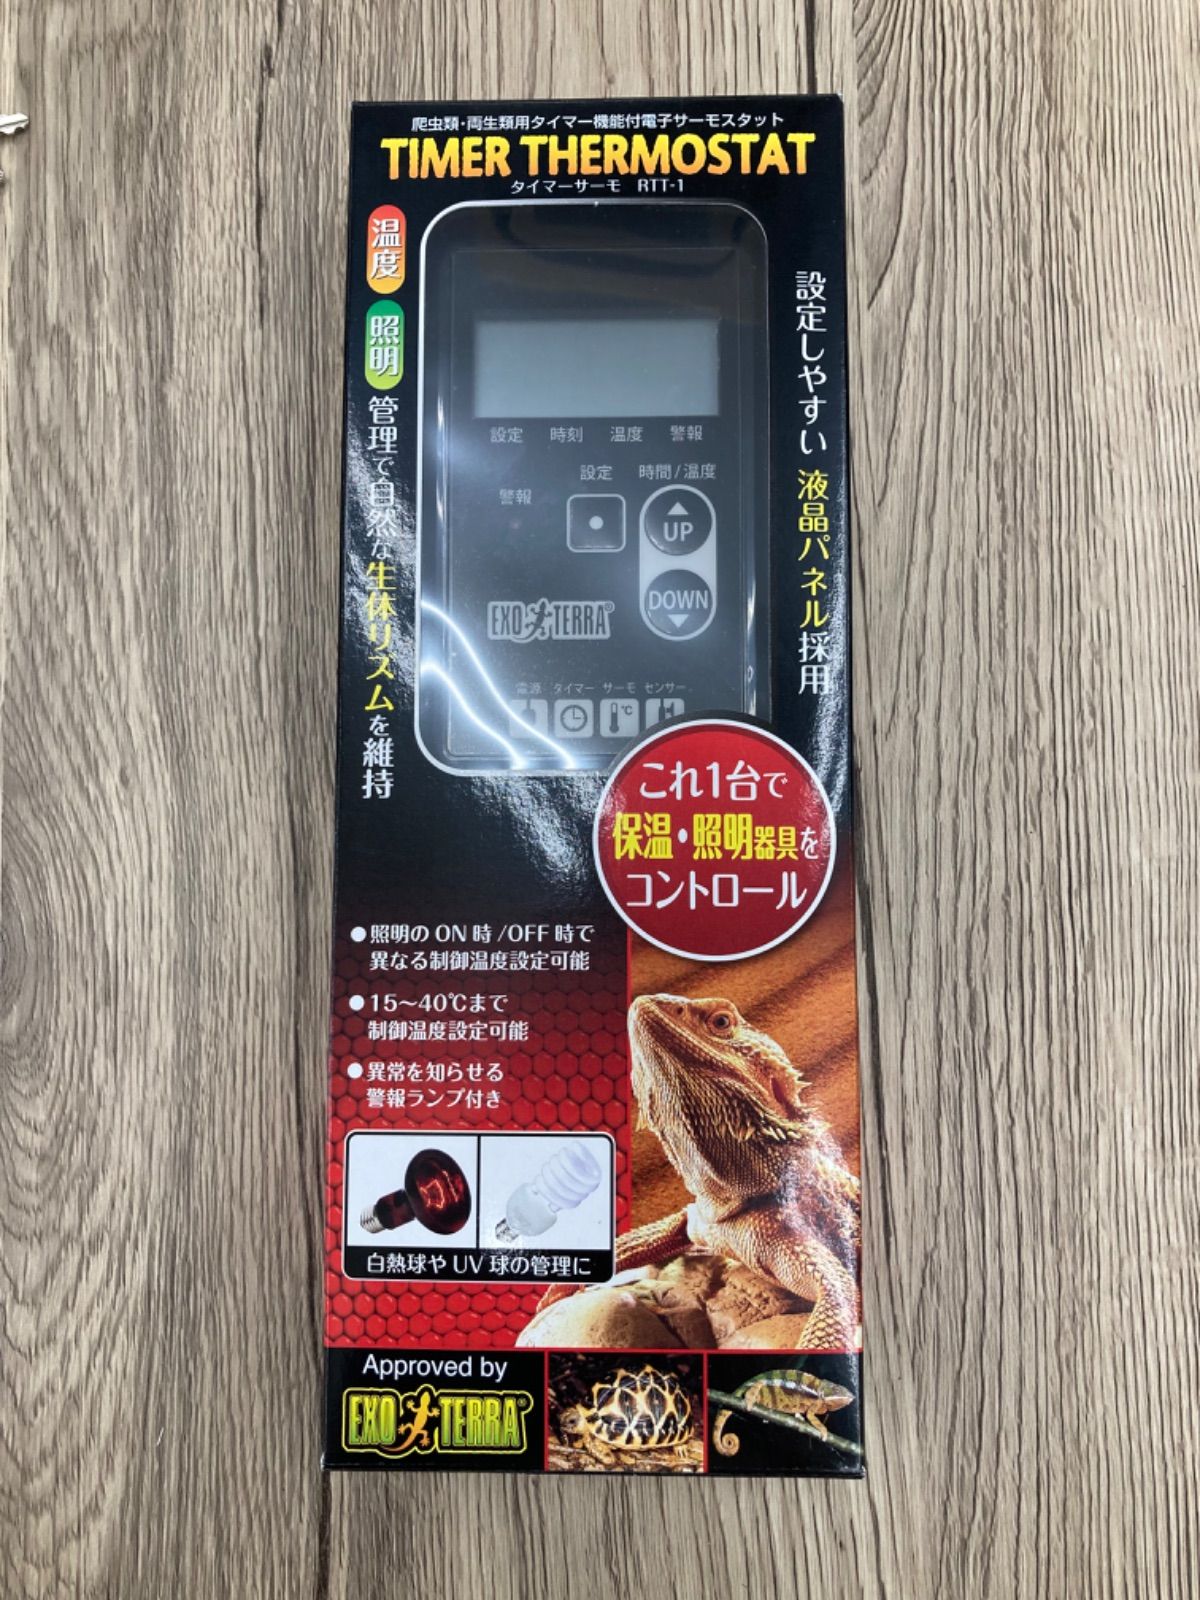 爬虫類・両生類用タイマー機能付電子サーモスタット
TIMER THERMOSTAT
タイマーサーモ RTT-1
温度
照明
管理で自然な生体リズムを維持
設定しやすい液晶パネル採用
設定 時刻 温度 警報
設定 時間/温度
警報
UP
DOWN
EXO TERRA®
電源 タイマー サーモ センサー
℃
これ1台で
保温・照明器具を
コントロール
●照明のON時/OFF時で
異なる制御温度設定可能
●15～40℃まで
制御温度設定可能
●異常を知らせる
警報ランプ付き
白熱球やUV球の管理に
Approved by
EXO TERRA®